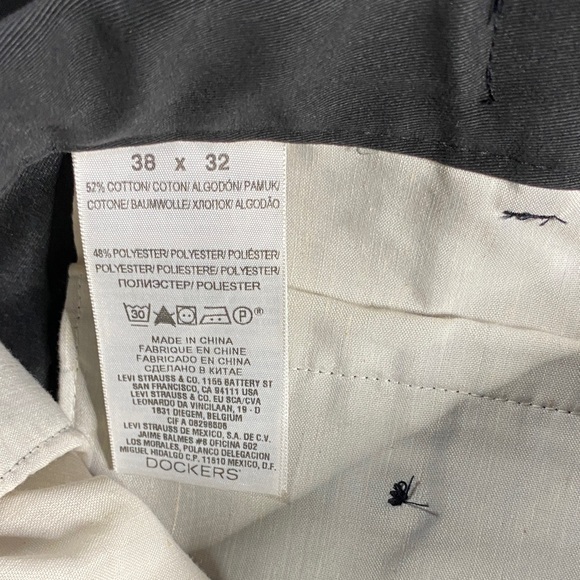 38 x 32
52% COTTON/ COTON/ ALGODÓN/ PAMUK/
COTONE/ BAUMWOLLE/ ХЛОПОК/ ALGODÃO
48% POLYESTER/ POLYESTER/ POLIÉSTER/
POLYESTER/ POLIESTERE/ POLYESTER/
ПОЛИЭСТЕР/ POLIESTER
30 P ®
MADE IN CHINA
FABRIQUE EN CHINE
FABRICADO EN CHINA
СДЕЛАНО В КИТАЕ
LEVI STRAUSS & CO. 1155 BATTERY ST
SAN FRANCISCO, CA 94111 USA
LEVI STRAUSS & CO. EU SCA/CVA
LEONARDO DA VINCILAAN, 19 - D
1831 DIEGEM, BELGIUM
CIF A 08296806
LEVI STRAUSS DE MEXICO, S.A. DE C.V.
JAIME BALMES #8 OFICINA 502
LOS MORALES, POLANCO DELEGACION
MIGUEL HIDALGO C.P. 11510 MEXICO, D.F.
DOCKERS®